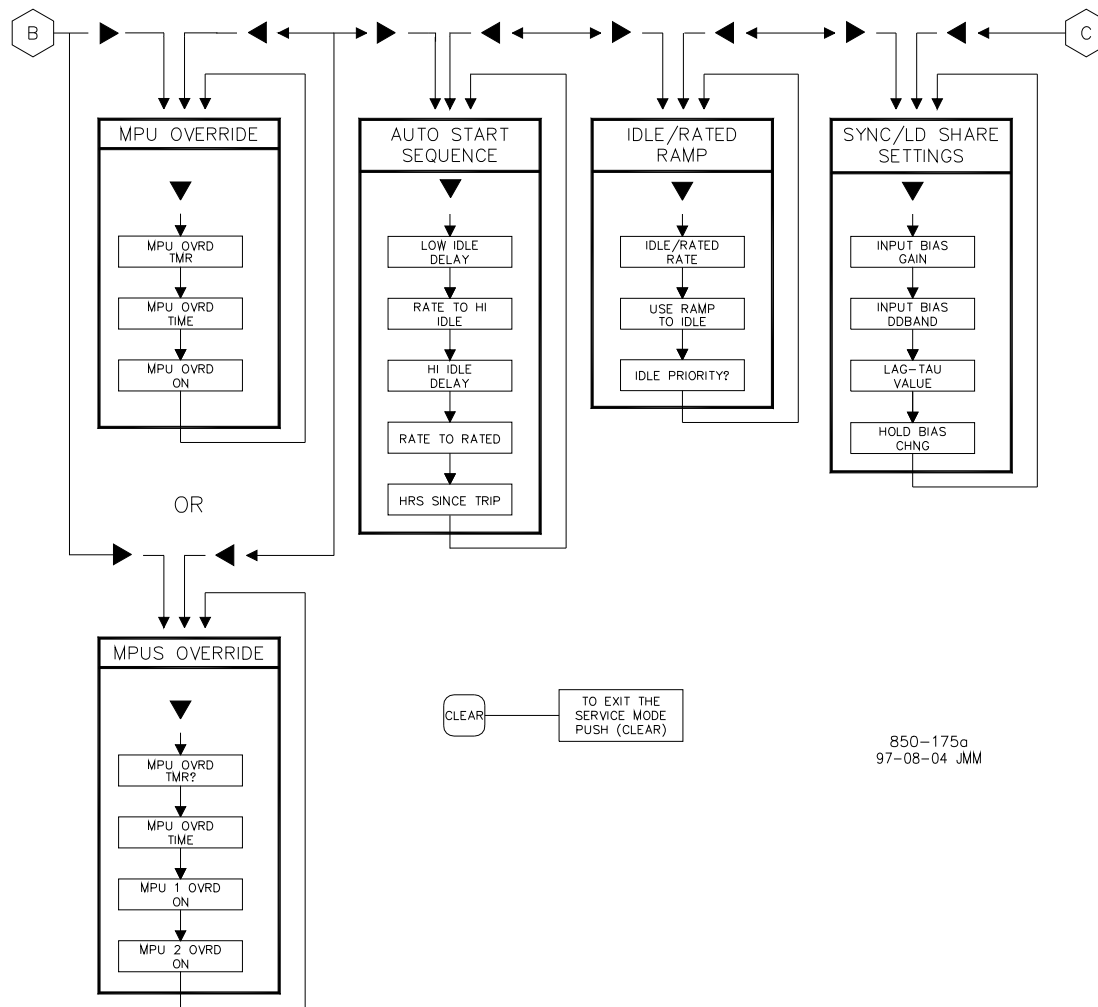 B
C
MPU OVERRIDE
MPU OVRD
TMR
MPU OVRD
TIME
MPU OVRD
ON
AUTO START
SEQUENCE
LOW IDLE
DELAY
RATE TO HI
IDLE
HI IDLE
DELAY
RATE TO RATED
HRS SINCE TRIP
IDLE/RATED
RAMP
IDLE/RATED
RATE
USE RAMP
TO IDLE
IDLE PRIORITY?
SYNC/LD SHARE
SETTINGS
INPUT BIAS
GAIN
INPUT BIAS
DDBAND
LAG-TAU
VALUE
HOLD BIAS
CHNG
OR
MPUS OVERRIDE
MPU OVRD
TMR?
MPU OVRD
TIME
MPU 1 OVRD
ON
MPU 2 OVRD
ON
CLEAR
TO EXIT THE
SERVICE MODE
PUSH (CLEAR)
850-175a
97-08-04 JMM